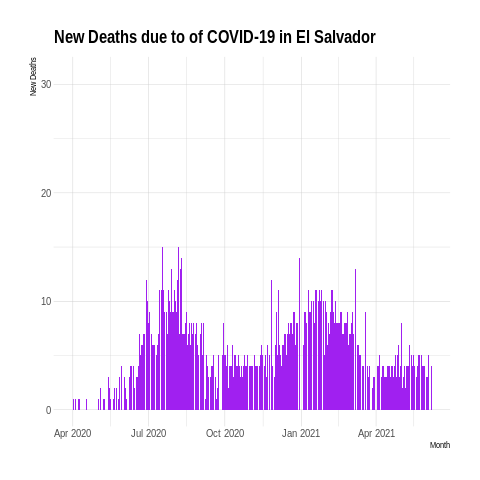 New Deaths due to of COVID-19 in El Salvador
New Deaths
30
20
10
0
Apr 2020 Jul 2020 Oct 2020 Jan 2021 Apr 2021
Month